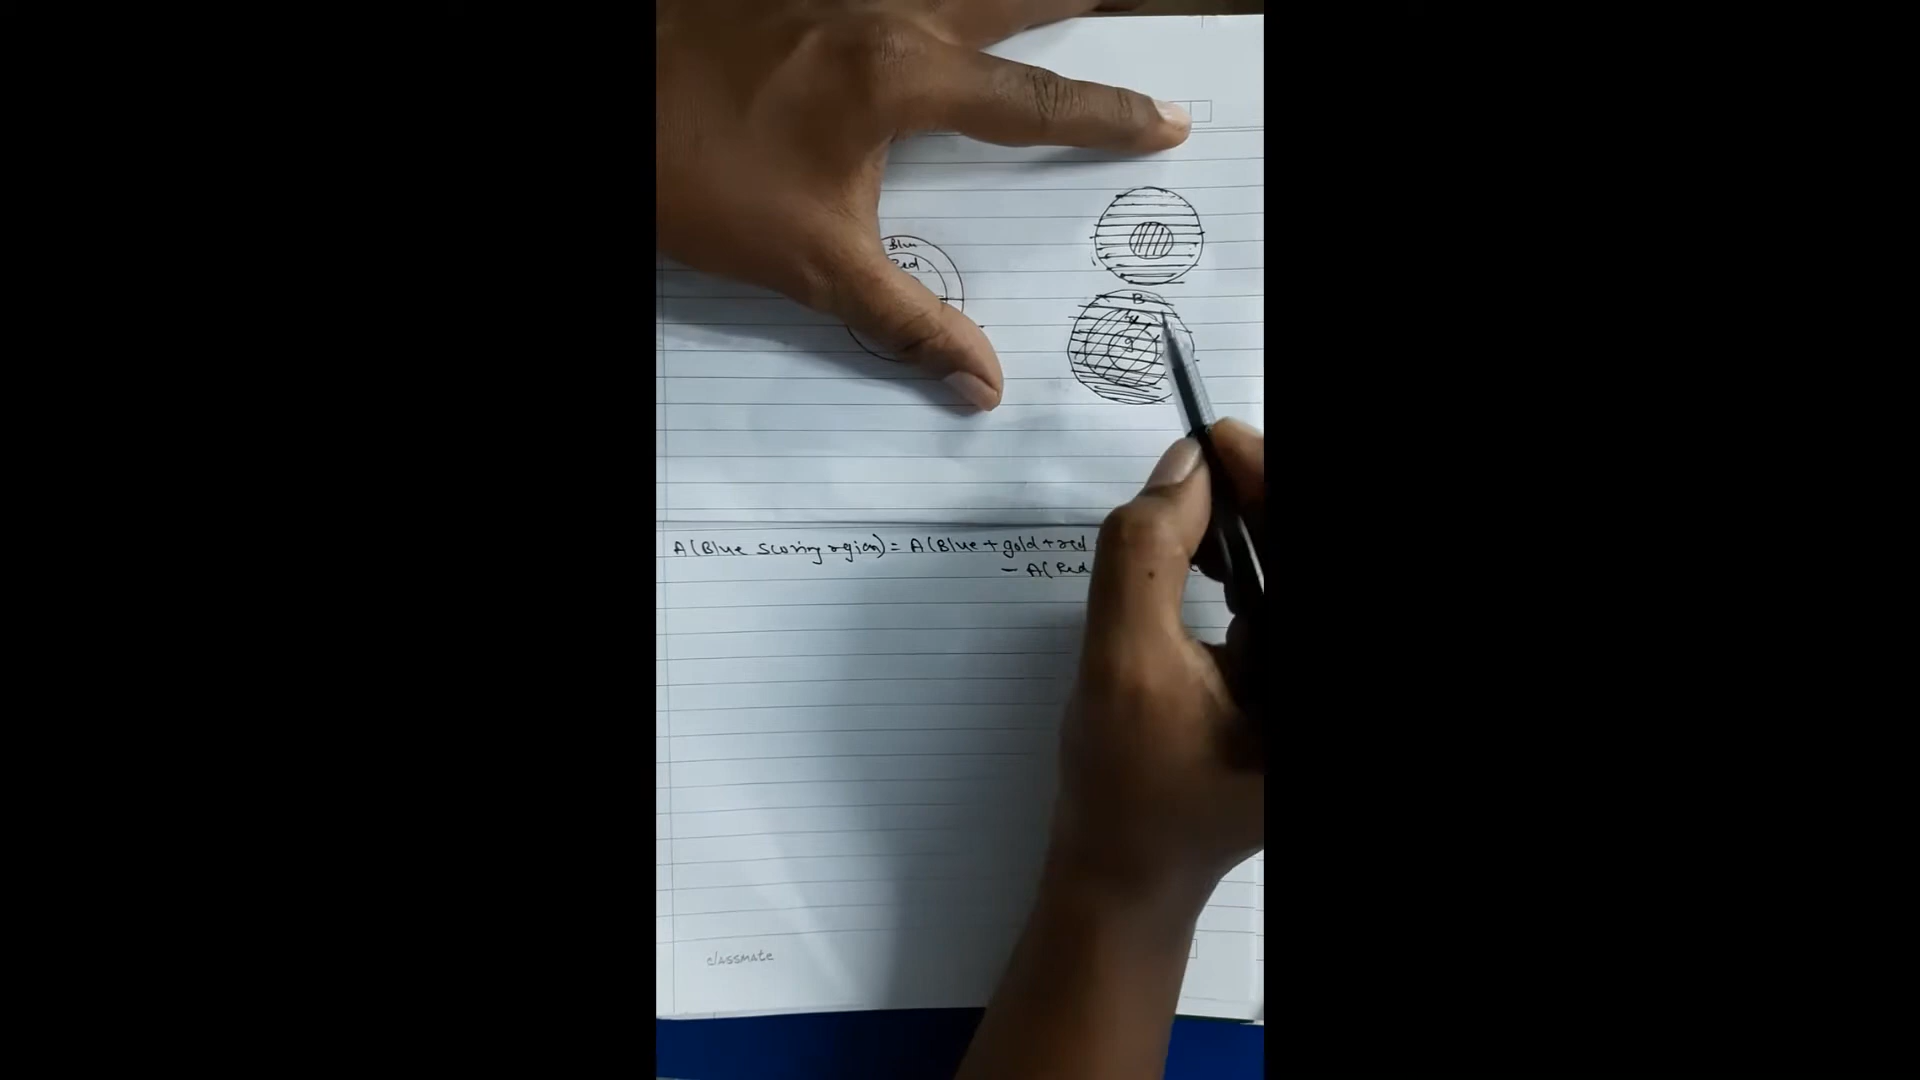 Blue
Red
B
r
g
A(Blue scoring region) = A(Blue + gold + red
- A(Red
classmate